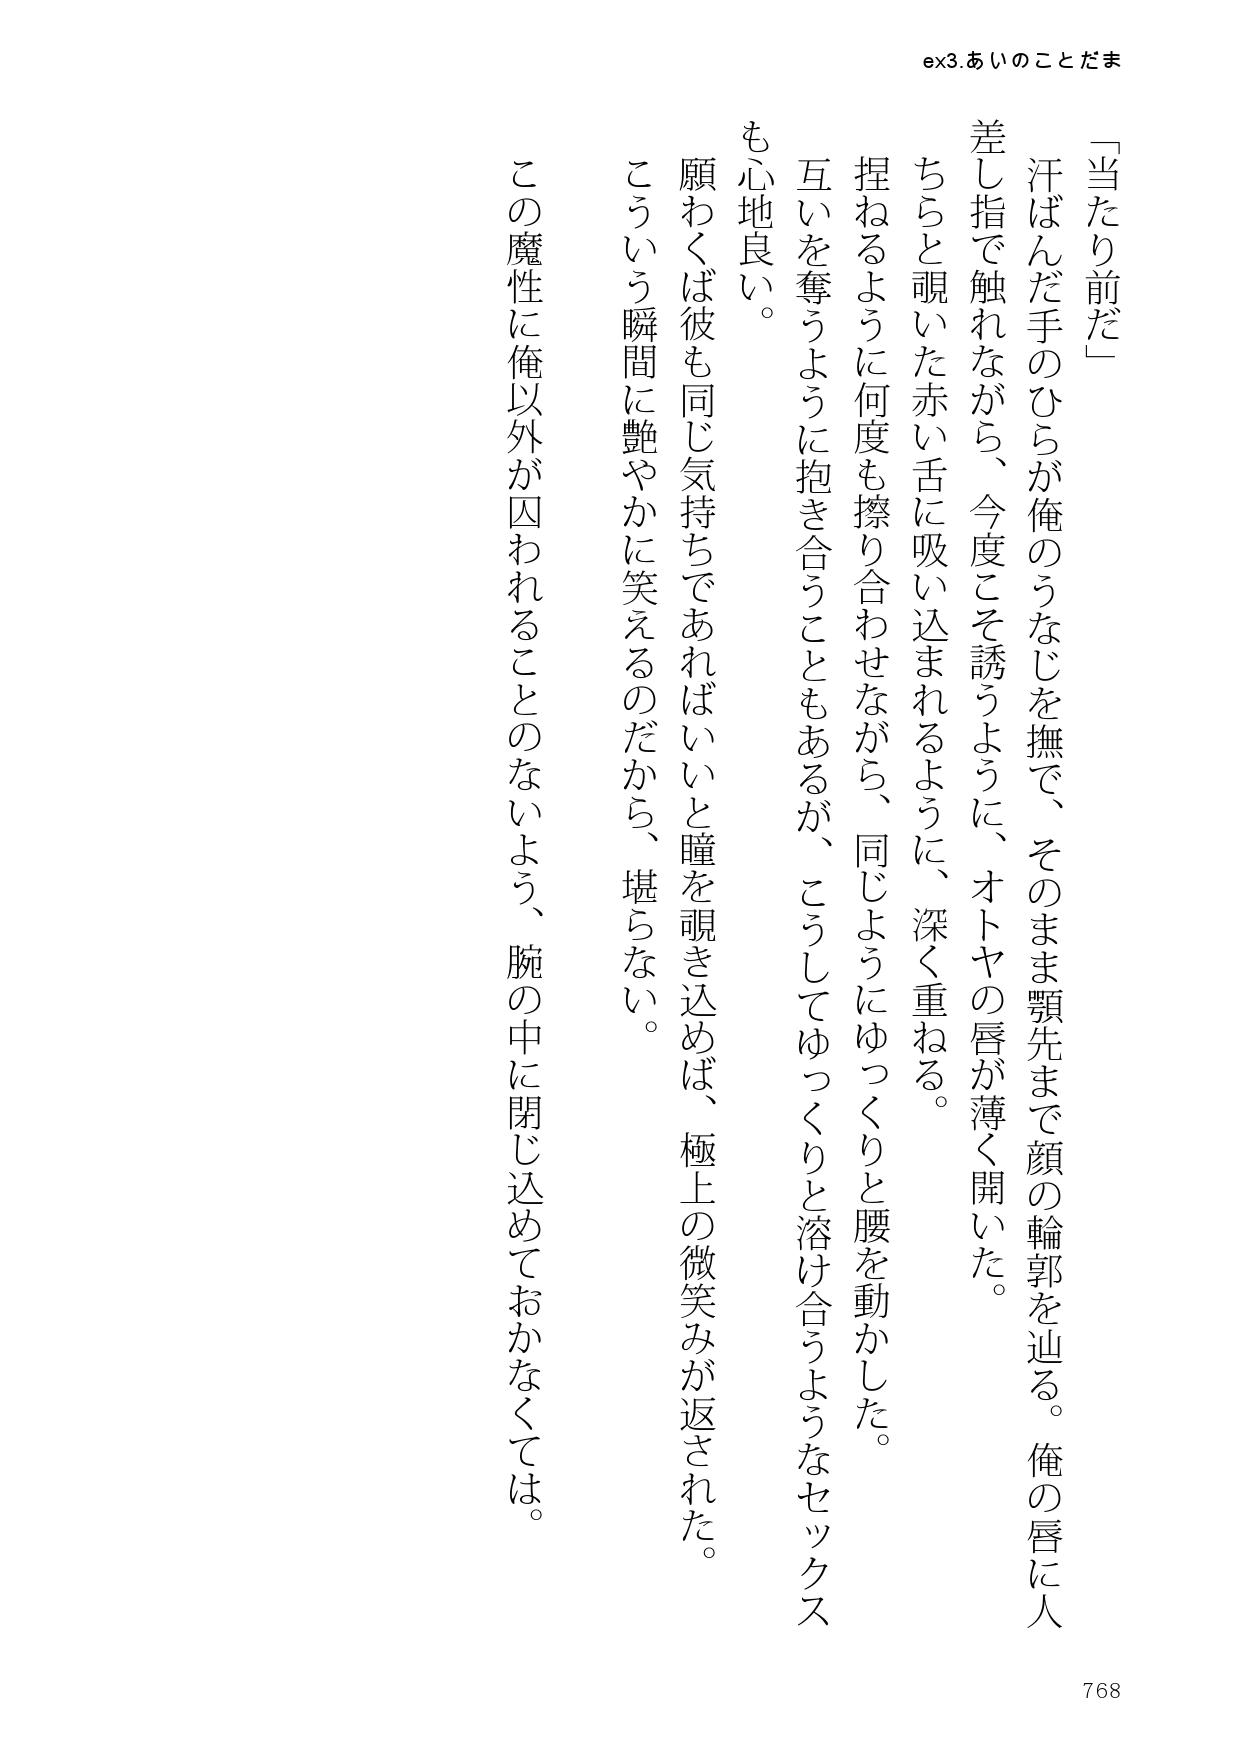 ex3.あいのことだま
「当たり前だ」
汗ばんだ手のひらが俺のうなじを撫で、そのまま顎先まで顔の輪郭を辿る。俺の唇に人
差し指で触れながら、今度こそ誘うように、オトヤの唇が薄く開いた。
ちらと覗いた赤い舌に吸い込まれるように、深く重ねる。
捏ねるように何度も擦り合わせながら、同じようにゆっくりと腰を動かした。
互いを奪うように抱き合うこともあるが、こうしてゆっくりと溶け合うようなセックス
も心地良い。
願わくば彼も同じ気持ちであればいいと瞳を覗き込めば、極上の微笑みが返された。
こういう瞬間に艶やかに笑えるのだから、堪らない。
この魔性に俺以外が囚われることのないよう、腕の中に閉じ込めておかなくては。
768